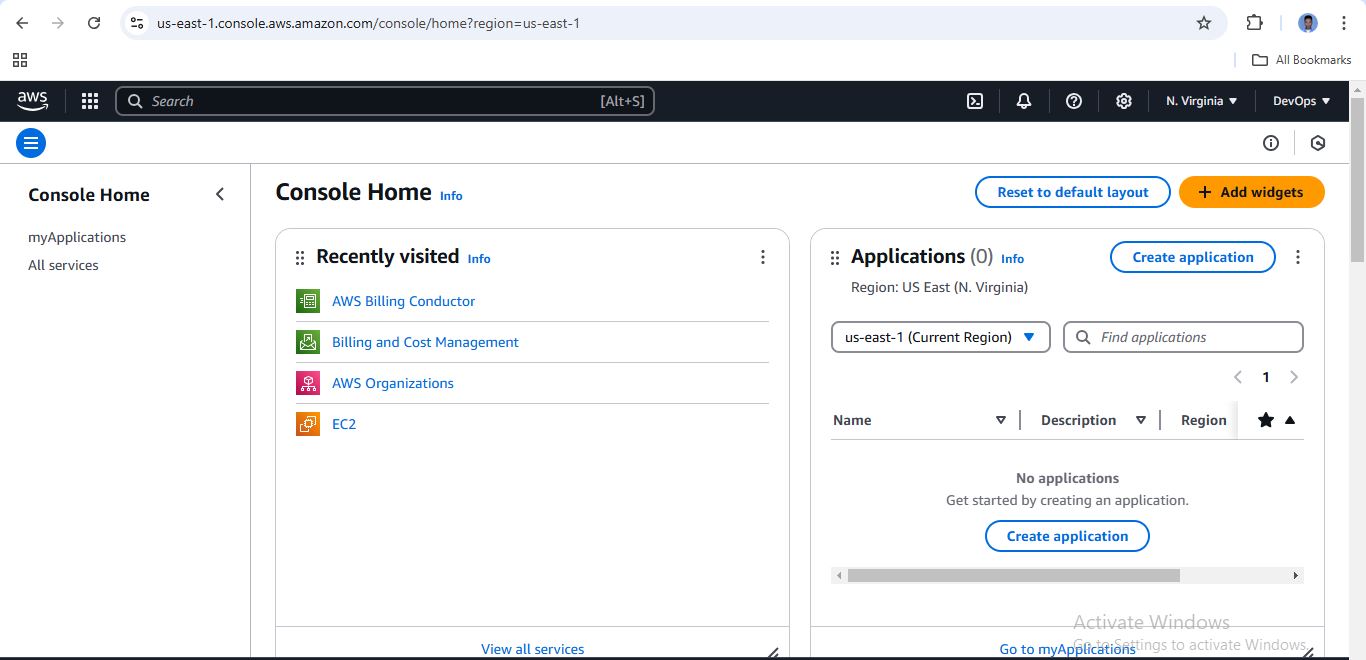 us-east-1.console.aws.amazon.com/console/home?region=us-east-1
All Bookmarks
aws
Search [Alt+S]
N. Virginia
DevOps
Console Home
myApplications
All services
Console Home Info
Reset to default layout
+ Add widgets
Recently visited Info
AWS Billing Conductor
Billing and Cost Management
AWS Organizations
EC2
View all services
Applications (0) Info
Create application
Region: US East (N. Virginia)
us-east-1 (Current Region)
Find applications
1
Name Description Region
No applications
Get started by creating an application.
Create application
Go to myApplications
Activate Windows
Go to Settings to activate Windows.